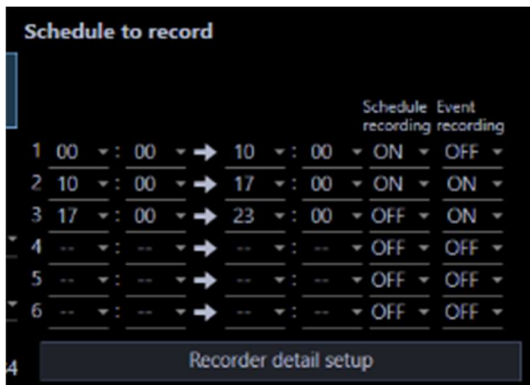 Schedule to record
Schedule Event
recording recording
1 00 : 00 → 10 : 00 ON OFF
2 10 : 00 → 17 : 00 ON ON
3 17 : 00 → 23 : 00 OFF ON
4 -- : -- → -- : -- OFF OFF
5 -- : -- → -- : -- OFF OFF
6 -- : -- → -- : -- OFF OFF
4
Recorder detail setup